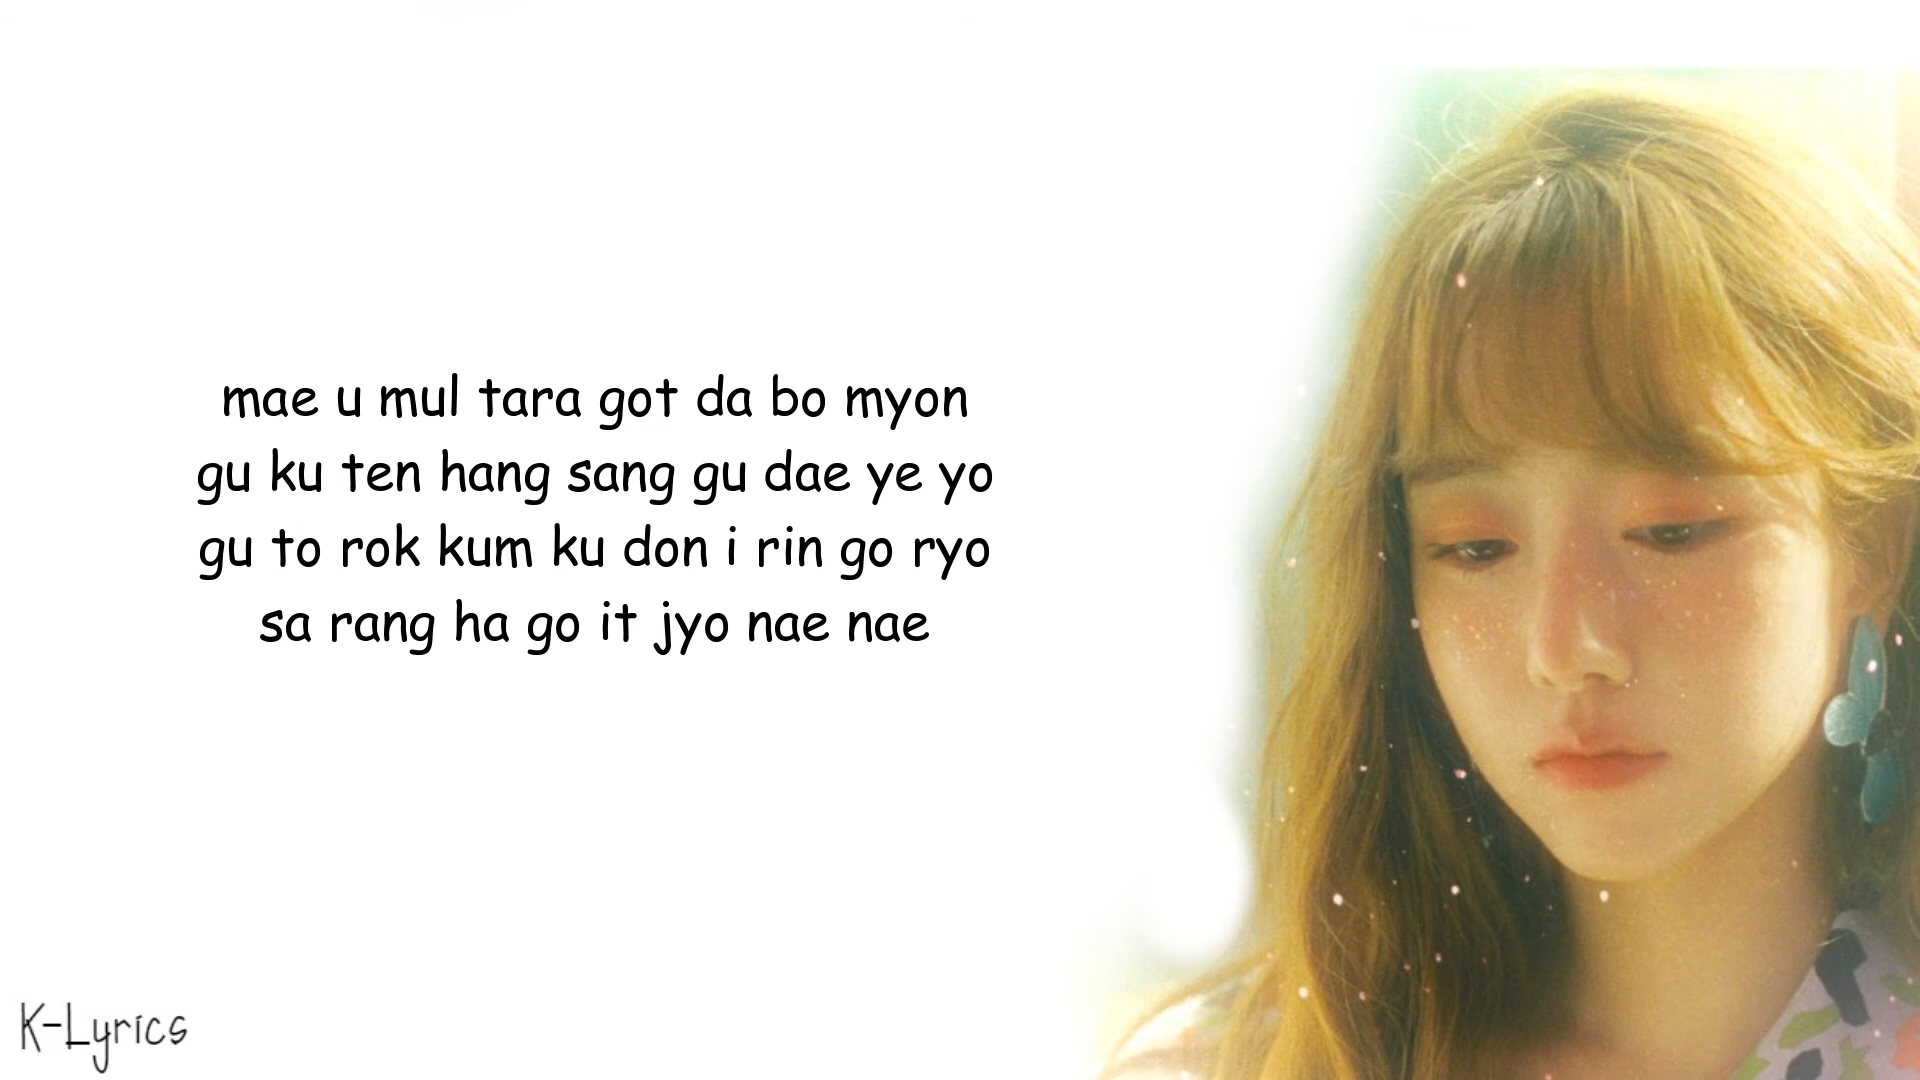 mae u mul tara got da bo myon
gu ku ten hang sang gu dae ye yo
gu to rok kum ku don i rin go ryo
sa rang ha go it jyo nae nae
K-Lyrics